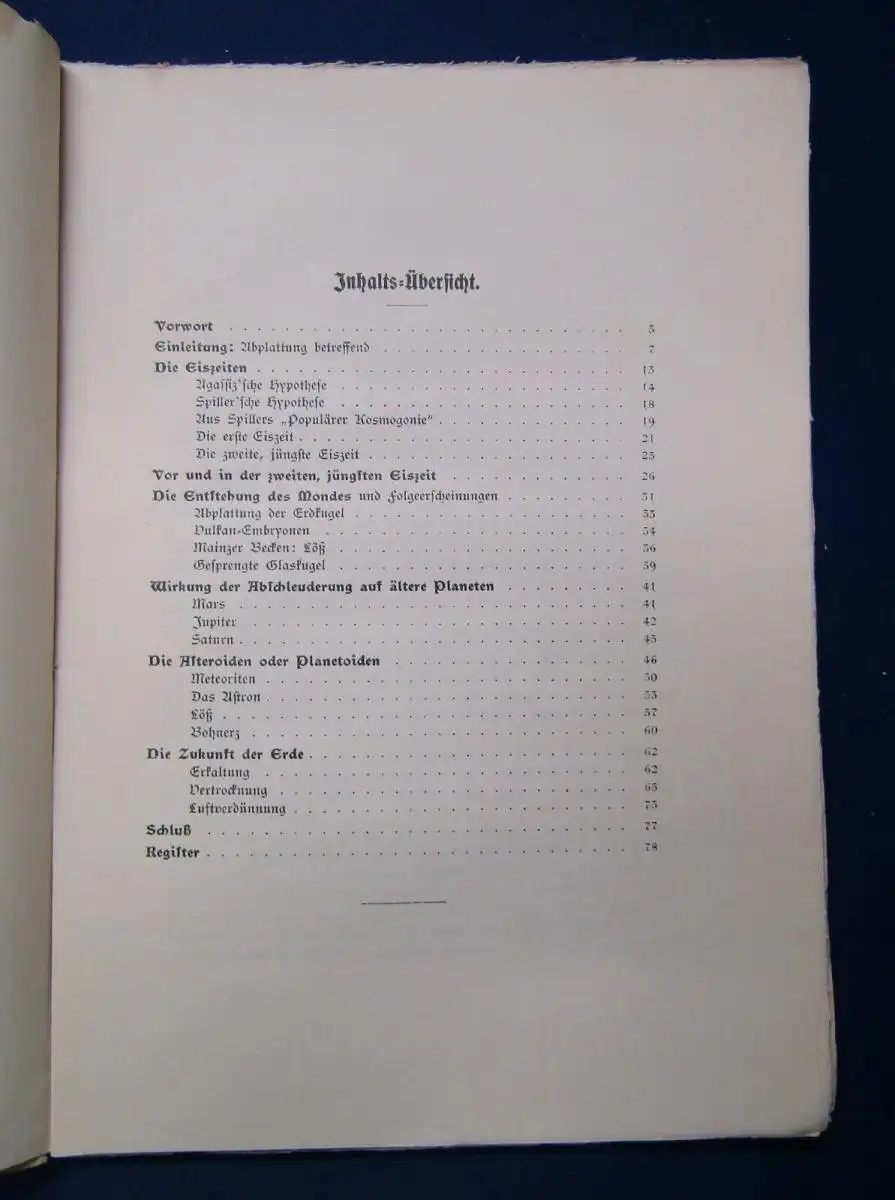 Inhalts-Übersicht.
Vorwort . . . . . 5
Einleitung: Abplattung betreffend . . . . . 7
Die Eiszeiten . . . . . 13
Agassiz'sche Hypothese . . . . . 14
Spiller'sche Hypothese . . . . . 18
Aus Spillers „Populärer Kosmogonie“ . . . . . 19
Die erste Eiszeit . . . . . 21
Die zweite, jüngste Eiszeit . . . . . 25
Vor und in der zweiten, jüngsten Eiszeit . . . . . 26
Die Entstehung des Mondes und Folgeerscheinungen . . . . . 31
Abplattung der Erdkugel . . . . . 33
Vulkan-Embryonen . . . . . 34
Mainzer Becken: Löß . . . . . 36
Gesprengte Glaskugel . . . . . 39
Wirkung der Abschleuderung auf ältere Planeten . . . . . 41
Mars . . . . . 41
Jupiter . . . . . 42
Saturn . . . . . 45
Die Asteroiden oder Planetoiden . . . . . 46
Meteoriten . . . . . 50
Das Astron . . . . . 53
Löß . . . . . 57
Bohnerz . . . . . 60
Die Zukunft der Erde . . . . . 62
Erkaltung . . . . . 62
Vertrocknung . . . . . 65
Luftverdünnung . . . . . 75
Schluß . . . . . 77
Register . . . . . 78